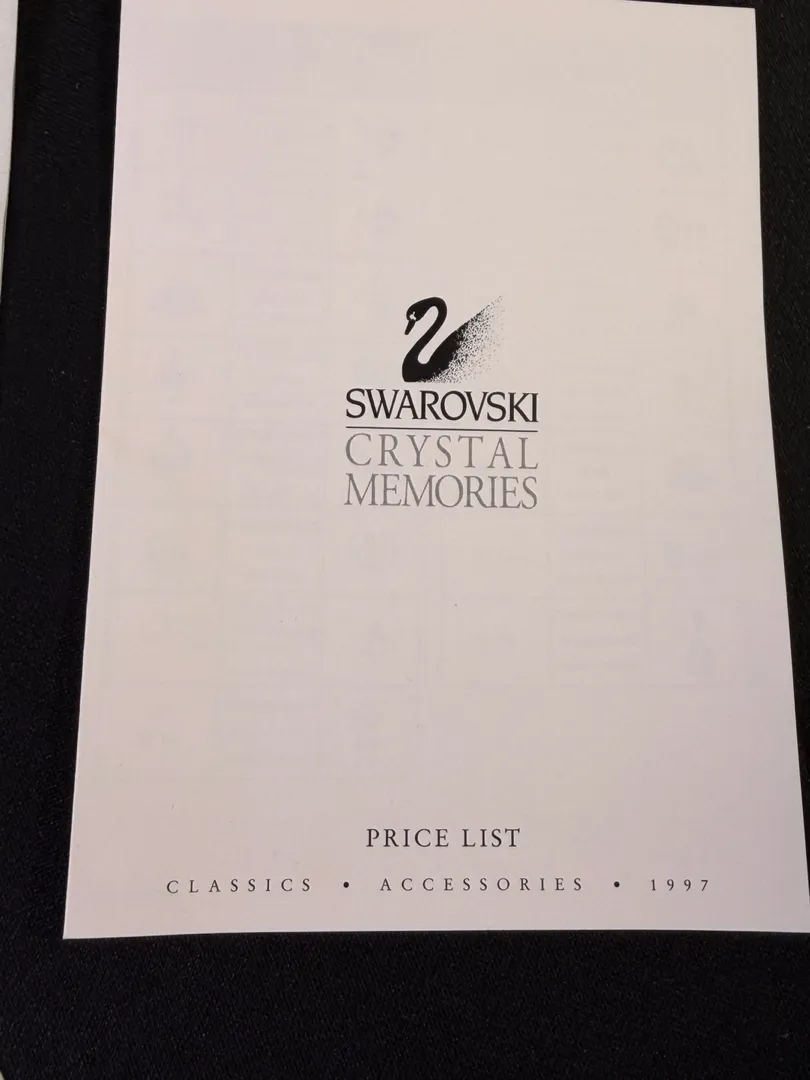 SWAROVSKI
CRYSTAL
MEMORIES
PRICE LIST
CLASSICS • ACCESSORIES • 1997